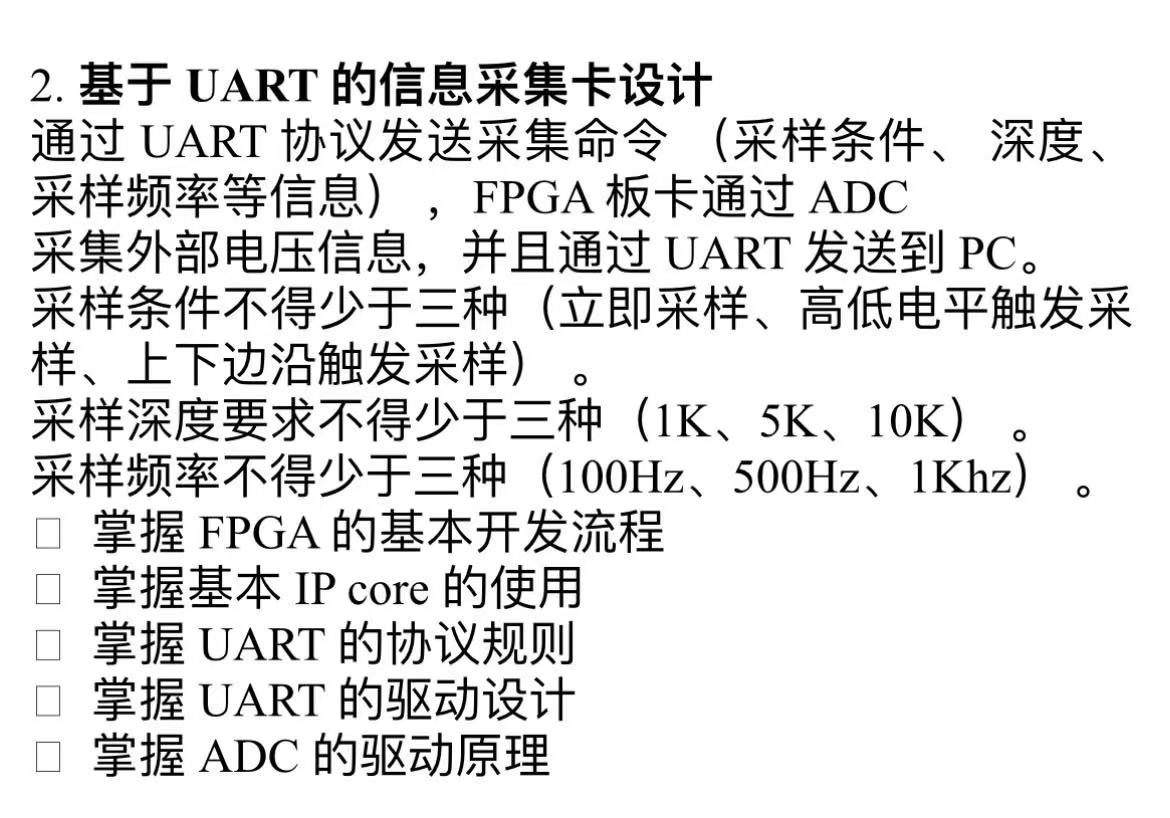 2. 基于 UART 的信息采集卡设计
通过 UART 协议发送采集命令 （采样条件、 深度、
采样频率等信息） ，FPGA 板卡通过 ADC
采集外部电压信息，并且通过 UART 发送到 PC。
采样条件不得少于三种（立即采样、高低电平触发采
样、上下边沿触发采样） 。
采样深度要求不得少于三种（1K、5K、10K） 。
采样频率不得少于三种（100Hz、500Hz、1Khz） 。
□ 掌握 FPGA 的基本开发流程
□ 掌握基本 IP core 的使用
□ 掌握 UART 的协议规则
□ 掌握 UART 的驱动设计
□ 掌握 ADC 的驱动原理